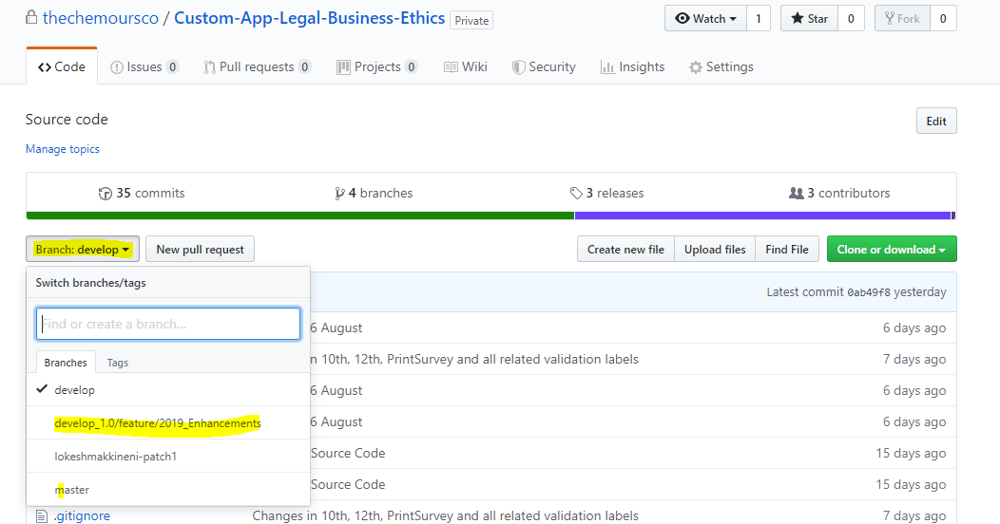 thechemoursco / Custom-App-Legal-Business-Ethics Private
Watch 1 Star 0 Fork 0
Code Issues 0 Pull requests 0 Projects 0 Wiki Security Insights Settings
Source code
Edit
Manage topics
35 commits 4 branches 3 releases 3 contributors
Branch: develop New pull request Create new file Upload files Find File Clone or download
Switch branches/tags
Latest commit 0ab49f8 yesterday
Find or create a branch...
6 August 6 days ago
Branches Tags
n 10th, 12th, PrintSurvey and all related validation labels 7 days ago
develop
6 August 6 days ago
develop_1.0/feature/2019_Enhancements
6 August 6 days ago
lokeshmakkineni-patch1
Source Code 15 days ago
master
Source Code 15 days ago
.gitignore Changes in 10th, 12th, PrintSurvey and all related validation labels 7 days ago